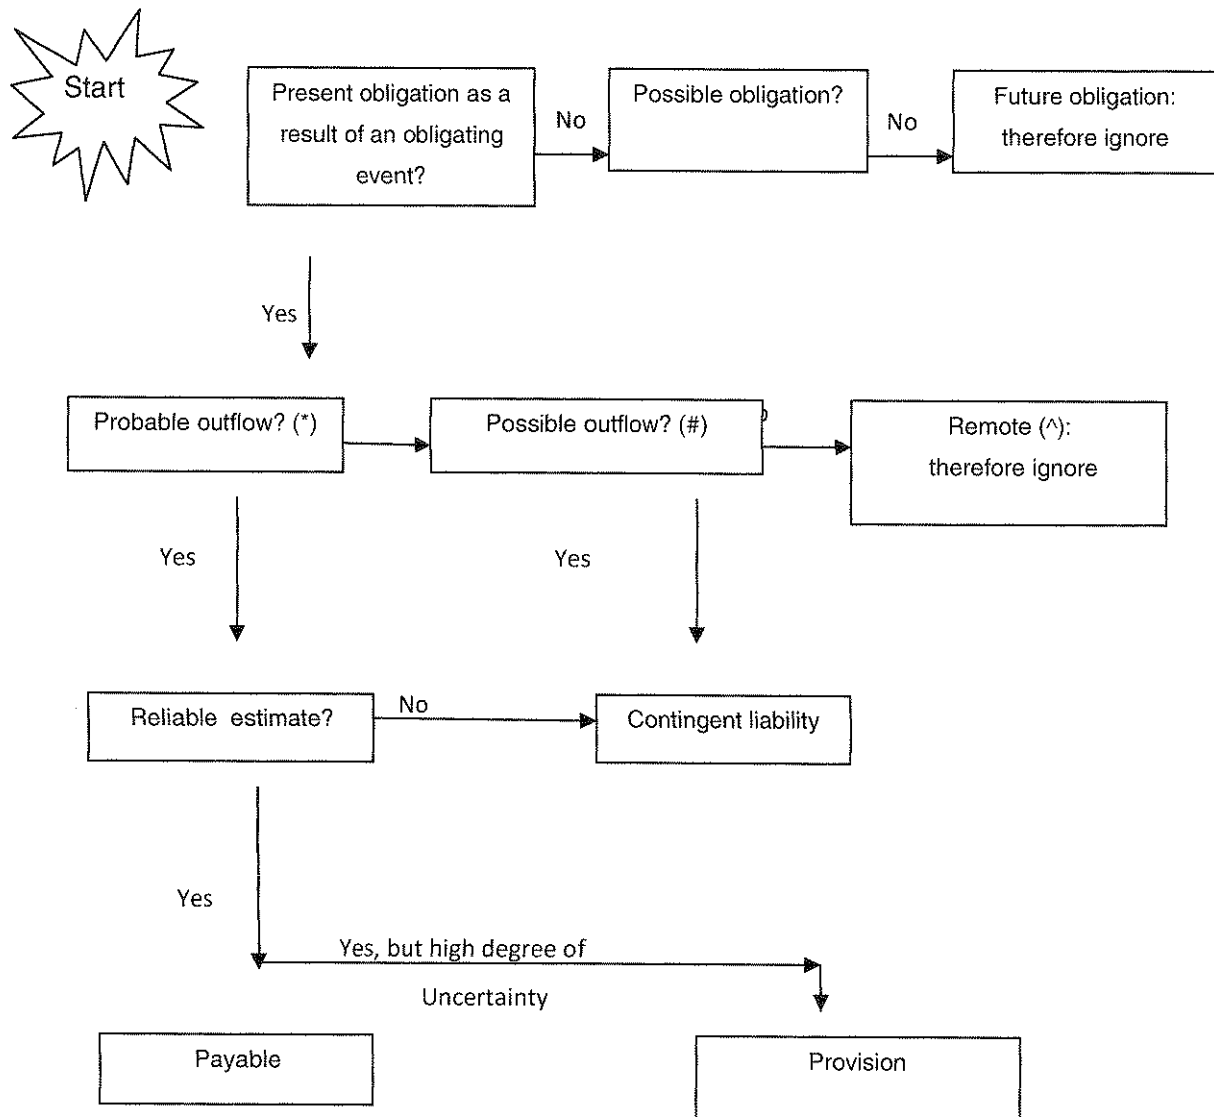 Start
Present obligation as a
result of an obligating
event?
No
Possible obligation?
No
Future obligation:
therefore ignore
Yes
Probable outflow? (*)
Possible outflow? (#)
Remote (^):
therefore ignore
Yes
Yes
Reliable estimate?
No
Contingent liability
Yes
Yes, but high degree of
Uncertainty
Payable
Provision